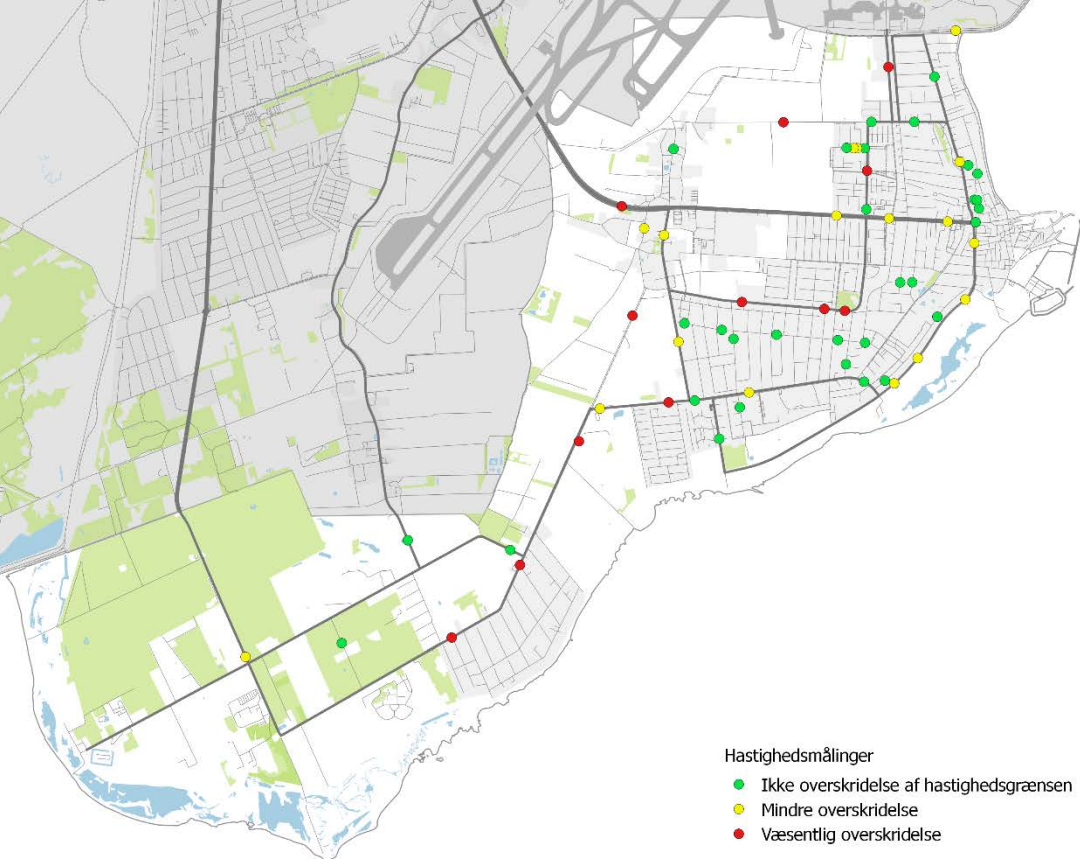 Hastighedsmålinger
Ikke overskridelse af hastighedsgrænsen
Mindre overskridelse
Væsentlig overskridelse